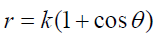 r = k(1 + cos θ)